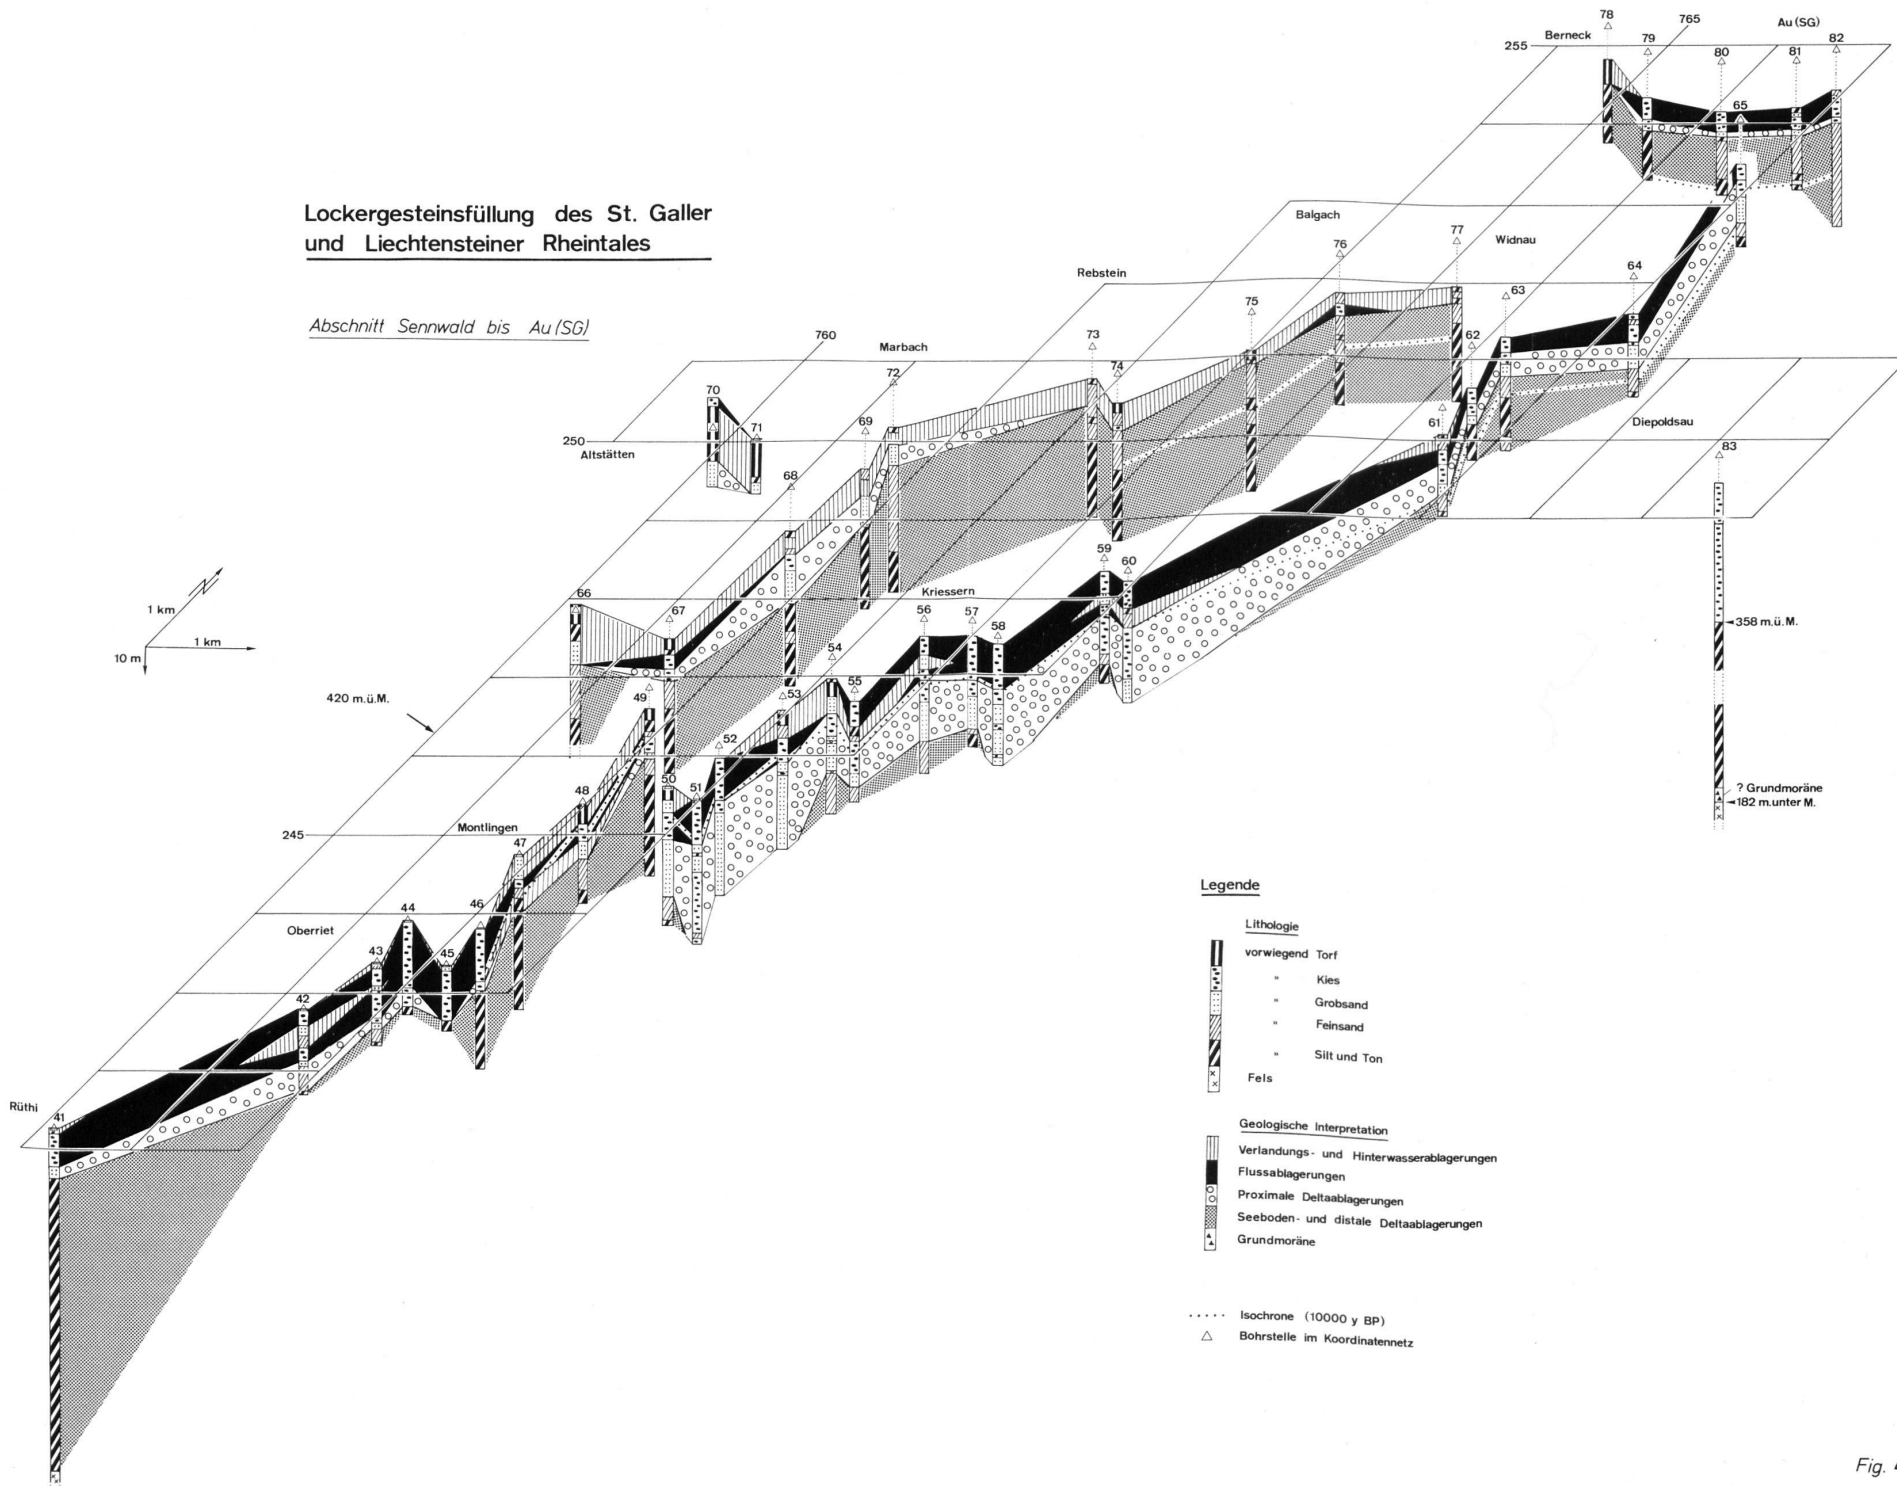 Lockergesteinsfüllung des St. Galler
und Liechtensteiner Rheintales
Abschnitt Sennwald bis Au (SG)
78
765
Au (SG)
Berneck
255
79
80
81
82
65
Balgach
Widnau
76
77
Rebstein
64
75
63
760
Marbach
73
62
74
72
70
71
69
61
Diepoldsau
250
Altstätten
83
68
59
60
1 km
1 km
10 m
66
67
Kriessern
56
57
58
358 m.ü.M.
54
420 m.ü.M.
49
53
55
52
50
51
? Grundmoräne
182 m. unter M.
48
245
Montlingen
47
44
46
Oberriet
43
45
42
Rüthi
41
Legende
Lithologie
vorwiegend Torf
" Kies
" Grobsand
" Feinsand
" Silt und Ton
Fels
Geologische Interpretation
Verlandungs- und Hinterwasserablagerungen
Flussablagerungen
Proximale Deltaablagerungen
Seeboden- und distale Deltaablagerungen
Grundmoräne
Isochrone (10000 y BP)
Bohrstelle im Koordinatennetz
Fig.